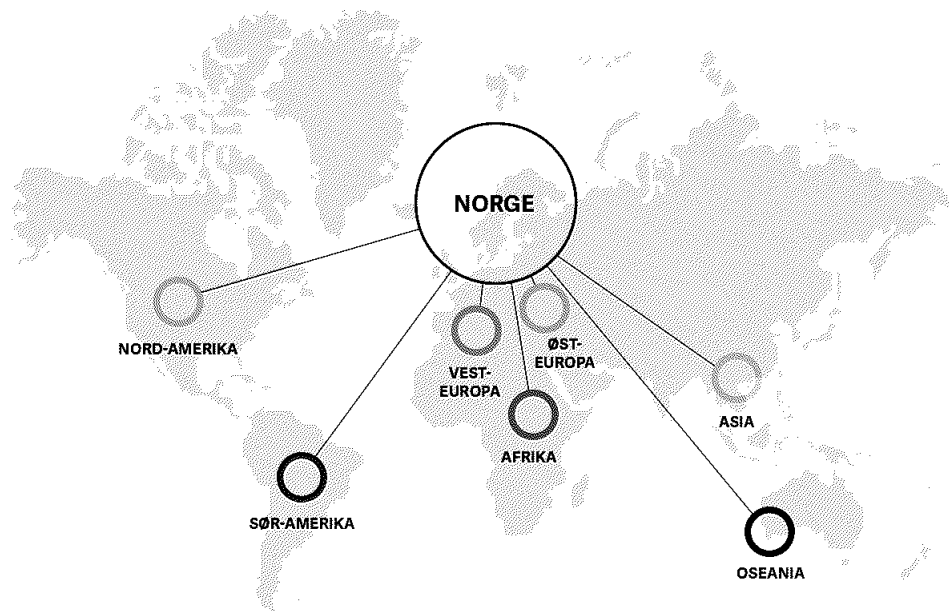 NORGE
NORD-AMERIKA
ØST-
EUROPA
VEST-
EUROPA
ASIA
AFRIKA
SØR-AMERIKA
OSEANIA